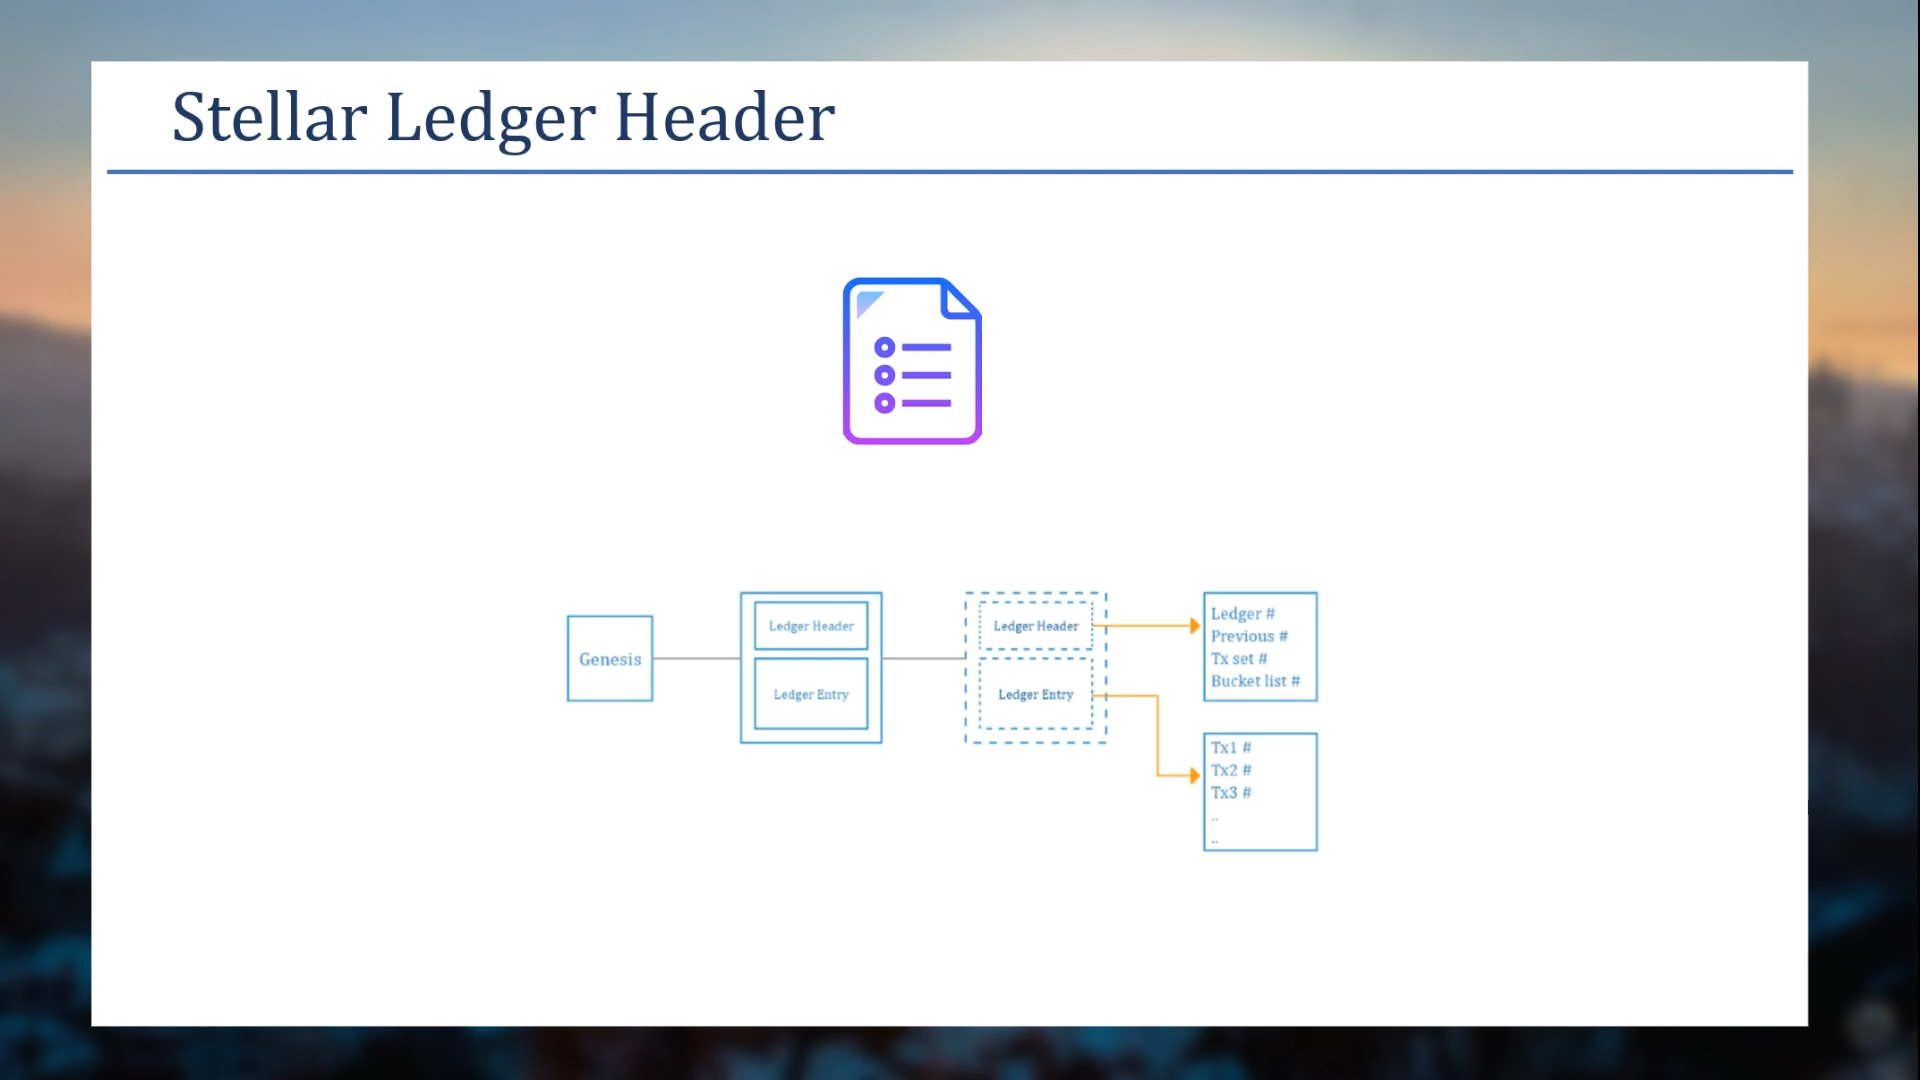 Stellar Ledger Header
Genesis
Ledger Header
Ledger Entry
Ledger Header
Ledger Entry
Ledger #
Previous #
Tx set #
Bucket list #
Tx1 #
Tx2 #
Tx3 #
..
..